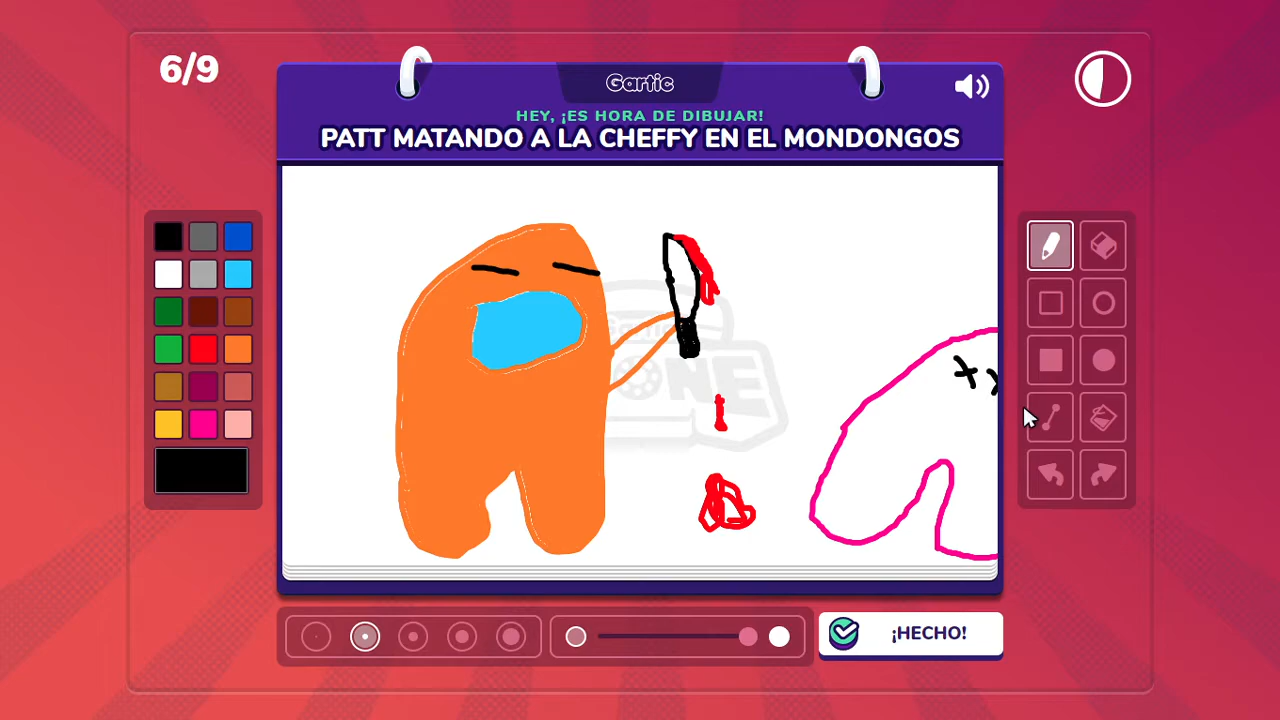 6/9
Gartic
HEY, ¡ES HORA DE DIBUJAR!
PATT MATANDO A LA CHEFFY EN EL MONDONGOS
¡HECHO!